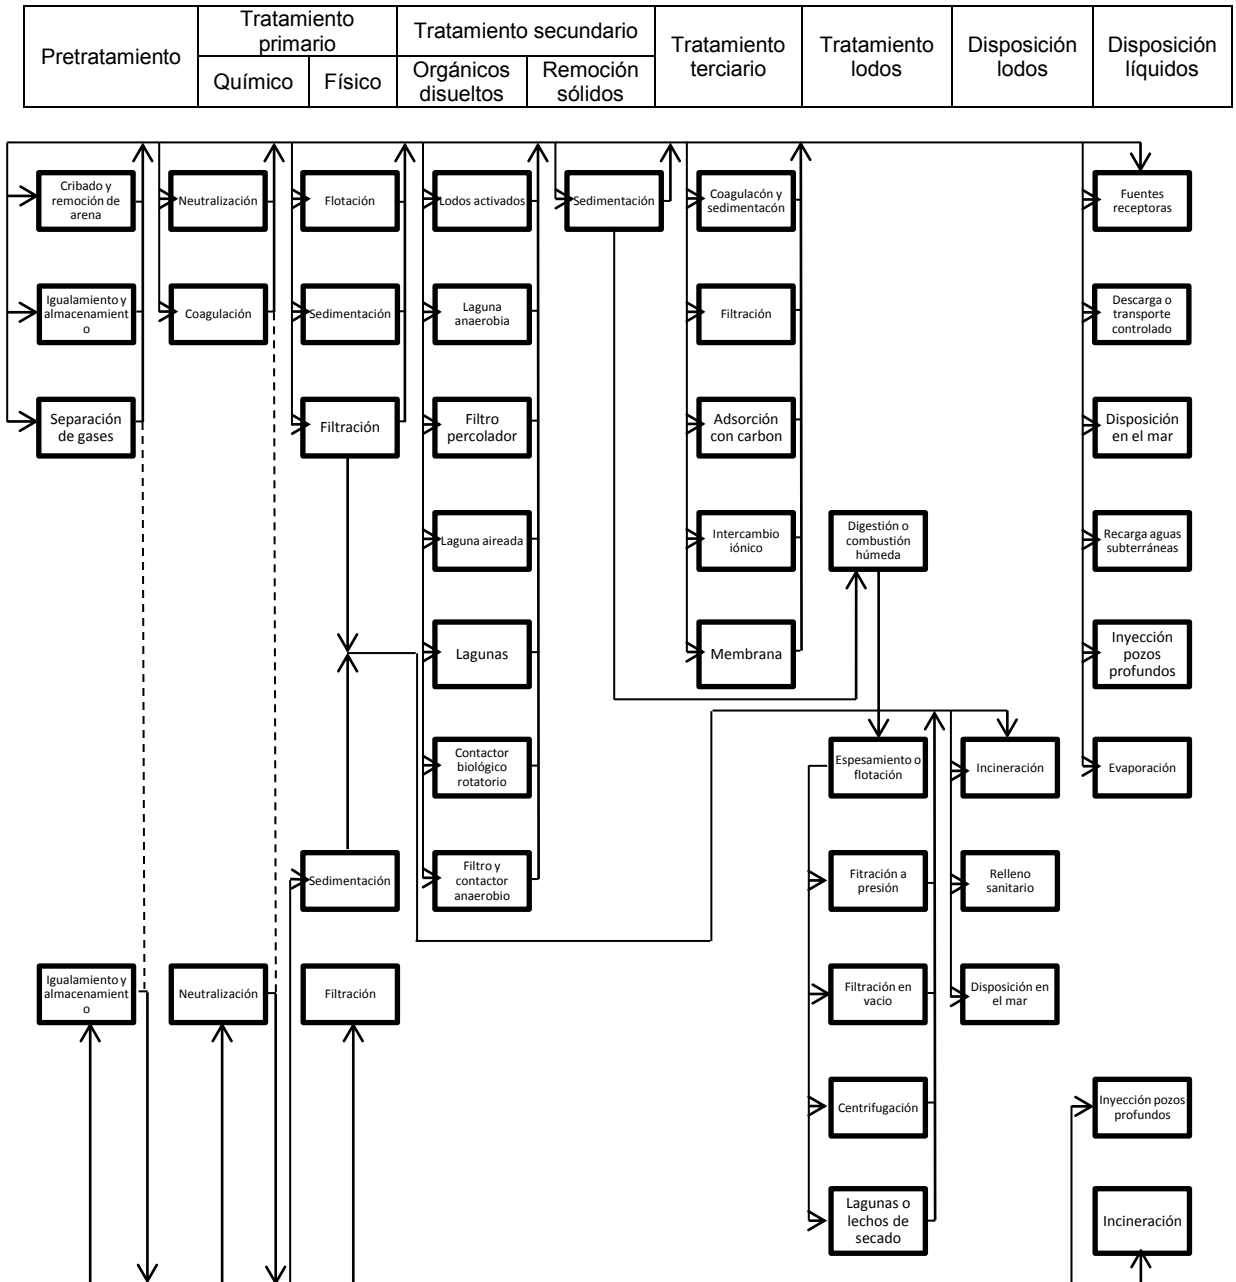 Pretratamiento
Tratamiento
primario
Tratamiento secundario
Tratamiento
terciario
Tratamiento
lodos
Disposición
lodos
Disposición
líquidos
Químico
Físico
Orgánicos
disueltos
Remoción
sólidos
Cribado y
remoción de
arena
Neutralización
Flotación
Lodos activados
Sedimentación
Coagulacón y
sedimentacón
Fuentes
receptoras
Igualamiento y
almacenamient
o
Coagulación
Sedimentación
Laguna
anaerobia
Filtración
Descarga o
transporte
controlado
Separación
de gases
Filtración
Filtro
percolador
Adsorción
con carbon
Disposición
en el mar
Laguna aireada
Intercambio
iónico
Digestión o
combustión
húmeda
Recarga aguas
subterráneas
Lagunas
Membrana
Inyección
pozos
profundos
Contactor
biológico
rotatorio
Espesamiento o
flotación
Incineración
Evaporación
Sedimentación
Filtro y
contactor
anaerobio
Fitración a
presión
Relleno
sanitario
Igualamiento y
almacenamient
o
Neutralización
Filtración
Filtración en
vacio
Disposición en
el mar
Centrifugación
Inyección pozos
profundos
Lagunas o
lechos de
secado
Incineración